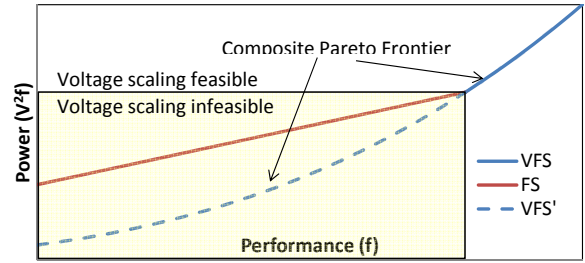 Composite Pareto Frontier
Voltage scaling feasible
Voltage scaling infeasible
Power (V²f)
VFS
FS
VFS'
Performance (f)